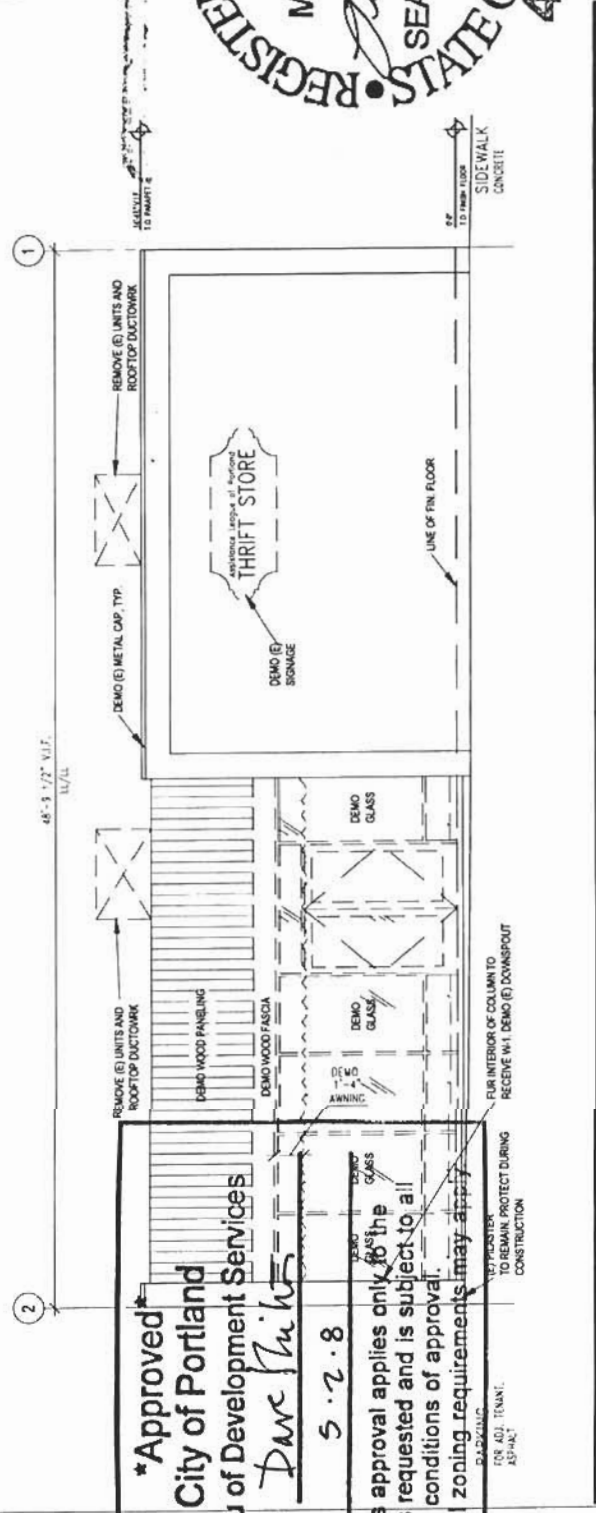 2
1
48'-9 1/2" V.I.F.
LL/LL
REMOVE (E) UNITS AND
ROOFTOP DUCTOWRK
DEMO (E) METAL CAP, TYP.
REMOVE (E) UNITS AND
ROOFTOP DUCTOWRK
T.O. PARAPET
DEMO WOOD PANELING
DEMO WOOD FASCIA
DEMO
1'-4"
AWNING
DEMO
GLASS
DEMO
GLASS
DEMO
GLASS
DEMO
GLASS
Assistance League of Portland
THRIFT STORE
DEMO (E)
SIGNAGE
LINE OF FIN. FLOOR
T.O. FINISH FLOOR
SIDEWALK
CONCRETE
FUR INTERIOR OF COLUMN TO
RECEIVE W-1. DEMO (E) DOWNSPOUT
(E) PILASTER
TO REMAIN, PROTECT DURING
CONSTRUCTION
PARKING
FOR ADJ. TENANT.
ASPHALT
*Approved*
City of Portland
u of Development Services
5.2.8
s approval applies only to the
requested and is subject to all
conditions of approval.
l zoning requirements may apply
REGISTE
STATE O
SEA
M